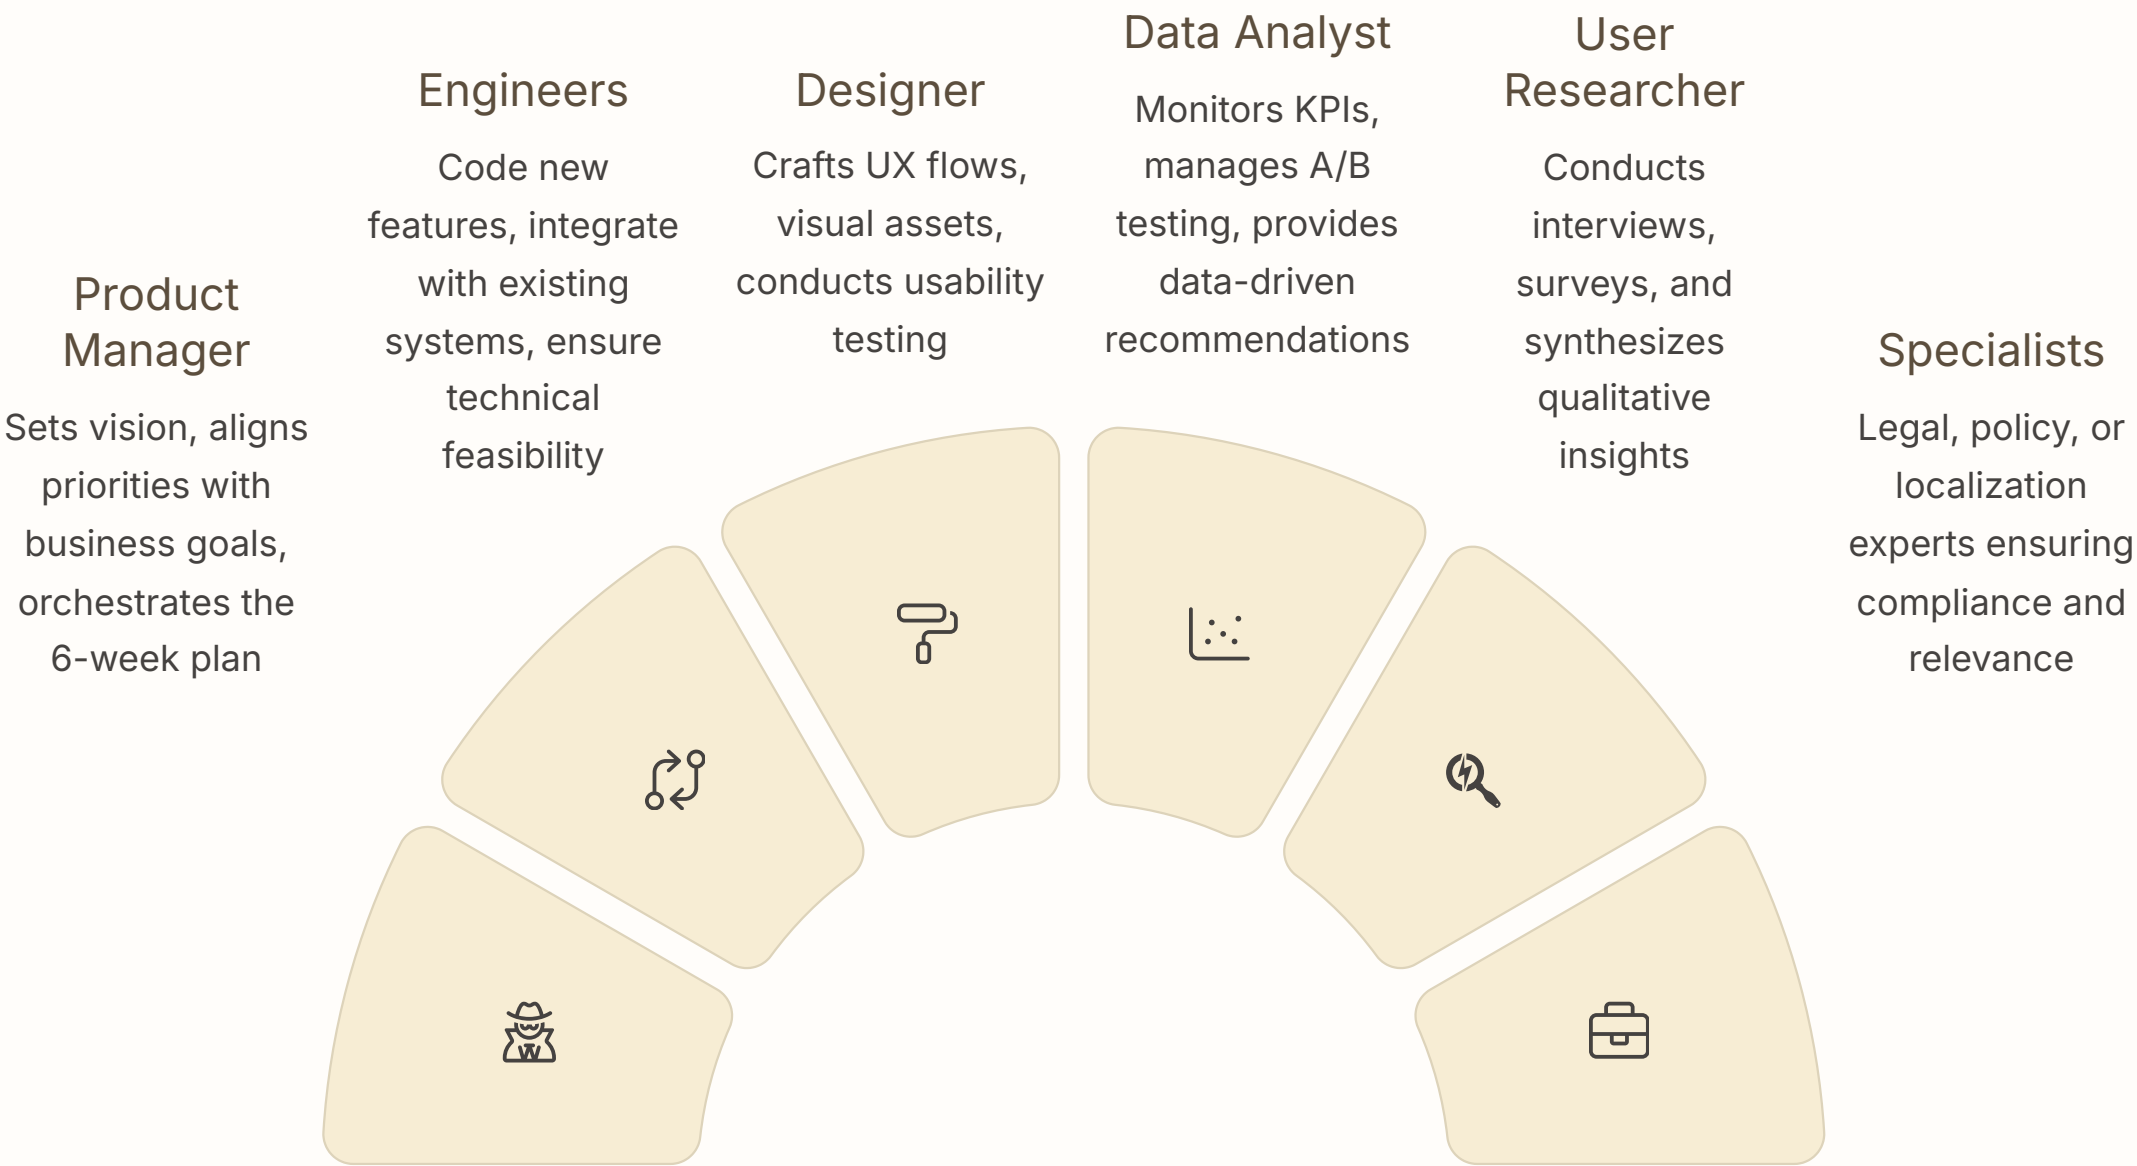 Product
Manager
Sets vision, aligns
priorities with
business goals,
orchestrates the
6-week plan
Engineers
Code new
features, integrate
with existing
systems, ensure
technical
feasibility
Designer
Crafts UX flows,
visual assets,
conducts usability
testing
Data Analyst
Monitors KPIs,
manages A/B
testing, provides
data-driven
recommendations
User
Researcher
Conducts
interviews,
surveys, and
synthesizes
qualitative
insights
Specialists
Legal, policy, or
localization
experts ensuring
compliance and
relevance